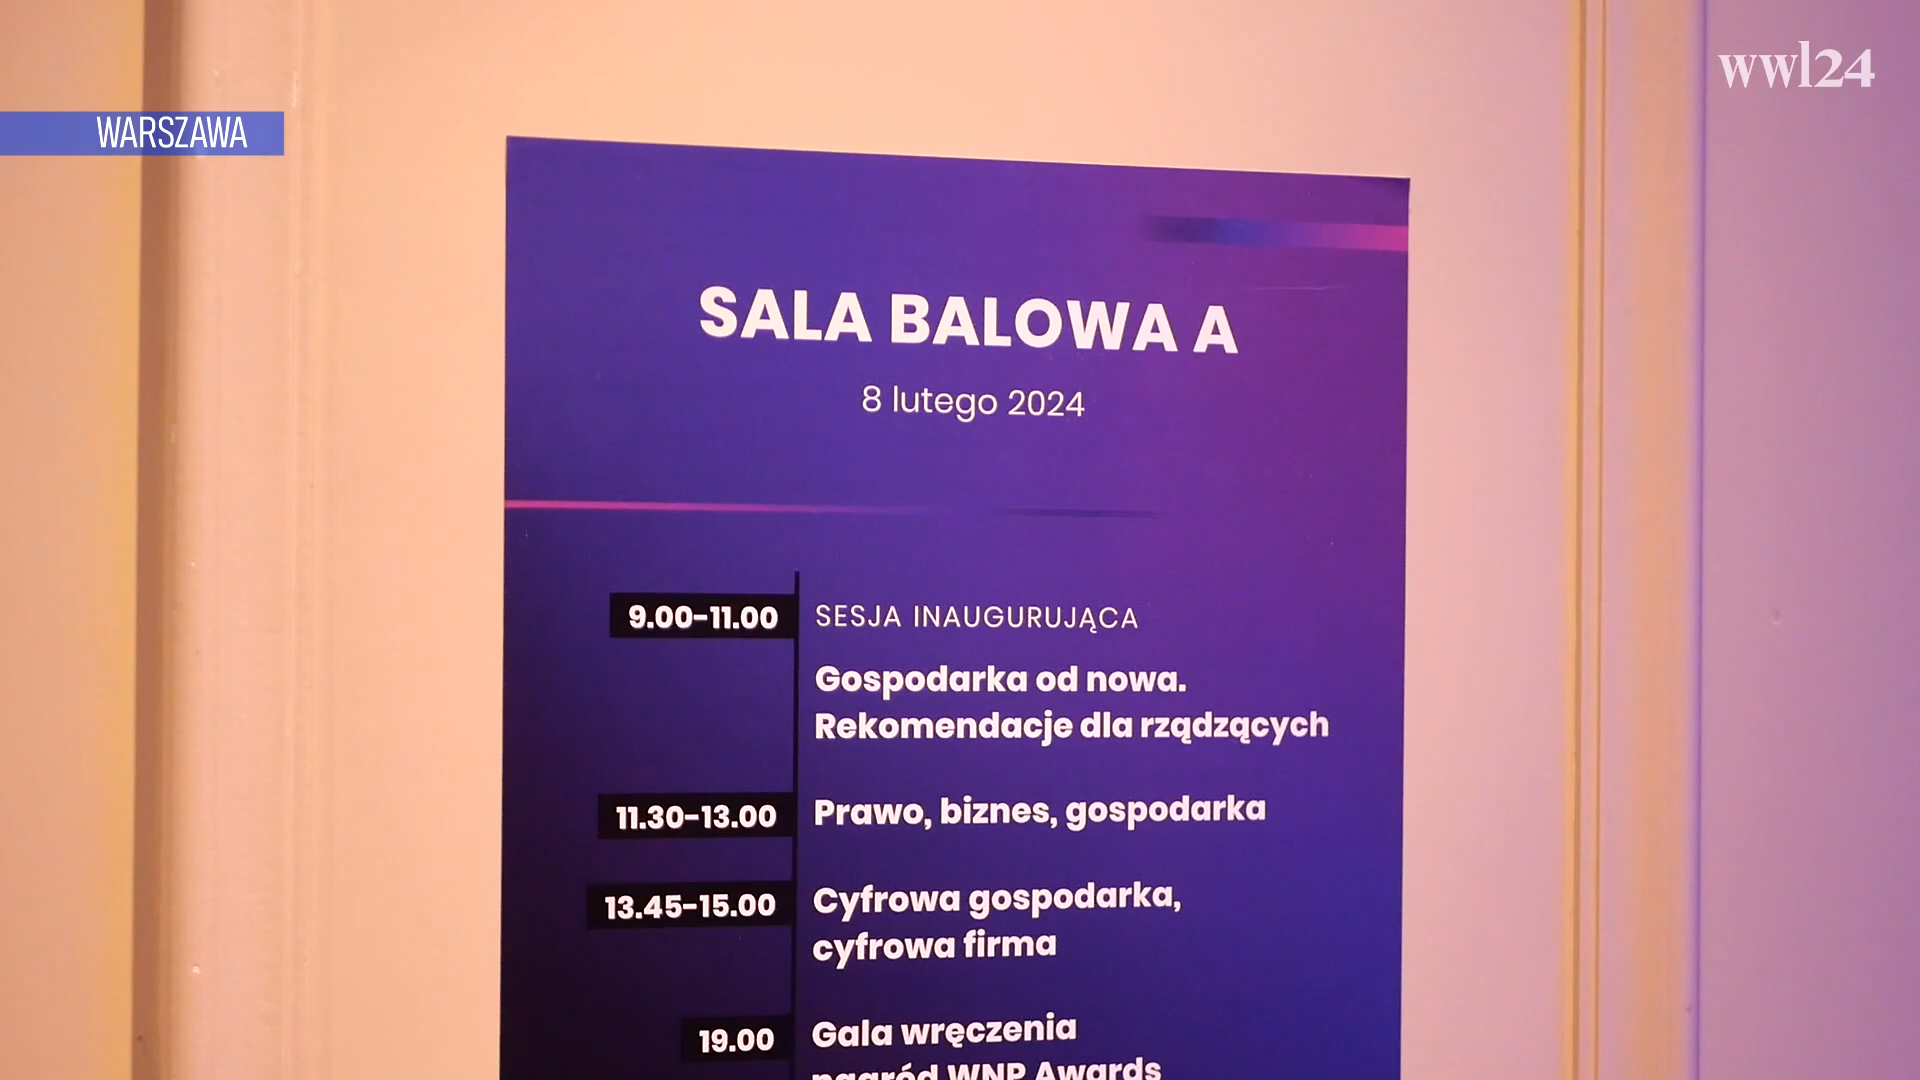 wwl24
WARSZAWA
SALA BALOWA A
8 lutego 2024
9.00-11.00 SESJA INAUGURUJĄCA
Gospodarka od nowa.
Rekomendacje dla rządzących
11.30-13.00 Prawo, biznes, gospodarka
13.45-15.00 Cyfrowa gospodarka,
cyfrowa firma
19.00 Gala wręczenia
nagród WNP Awards